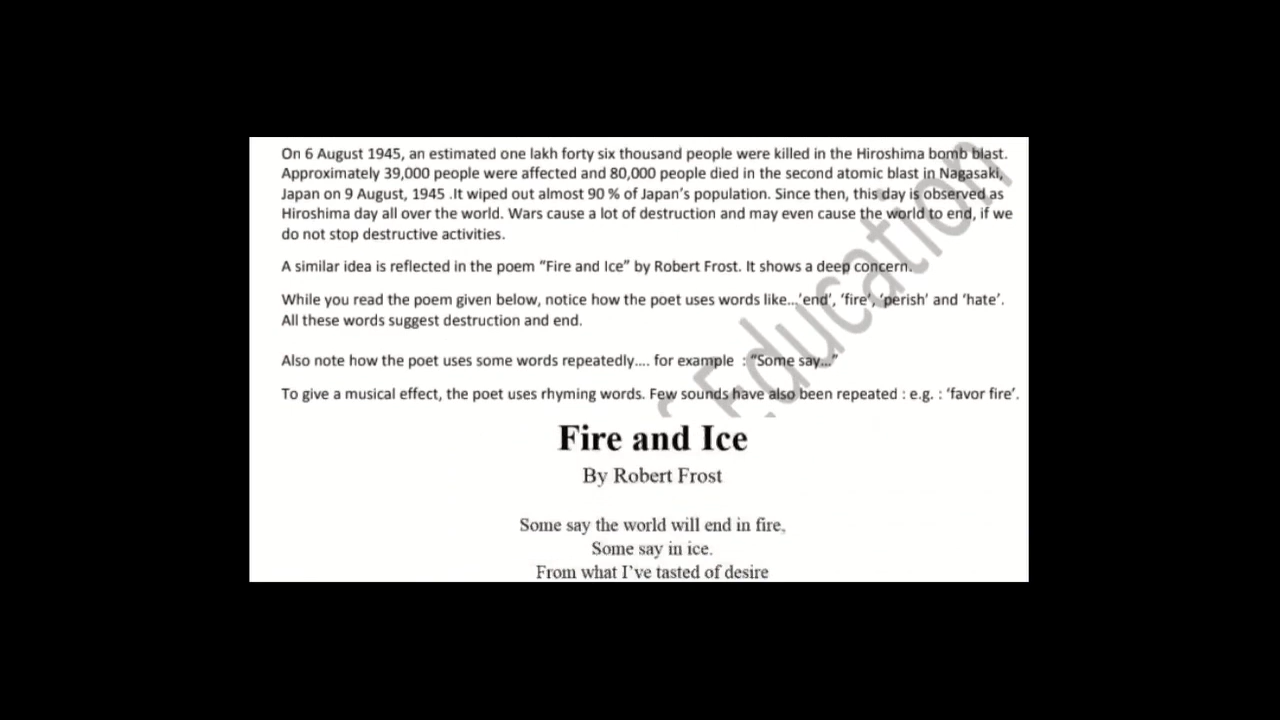 On 6 August 1945, an estimated one lakh forty six thousand people were killed in the Hiroshima bomb blast.
Approximately 39,000 people were affected and 80,000 people died in the second atomic blast in Nagasaki,
Japan on 9 August, 1945 .It wiped out almost 90 % of Japan’s population. Since then, this day is observed as
Hiroshima day all over the world. Wars cause a lot of destruction and may even cause the world to end, if we
do not stop destructive activities.
A similar idea is reflected in the poem “Fire and Ice” by Robert Frost. It shows a deep concern.
While you read the poem given below, notice how the poet uses words like...‘end’, ‘fire’, ‘perish’ and ‘hate’.
All these words suggest destruction and end.
Also note how the poet uses some words repeatedly.... for example : “Some say...”
To give a musical effect, the poet uses rhyming words. Few sounds have also been repeated : e.g. : ‘favor fire’.
Education
Fire and Ice
By Robert Frost
Some say the world will end in fire,
Some say in ice.
From what I’ve tasted of desire